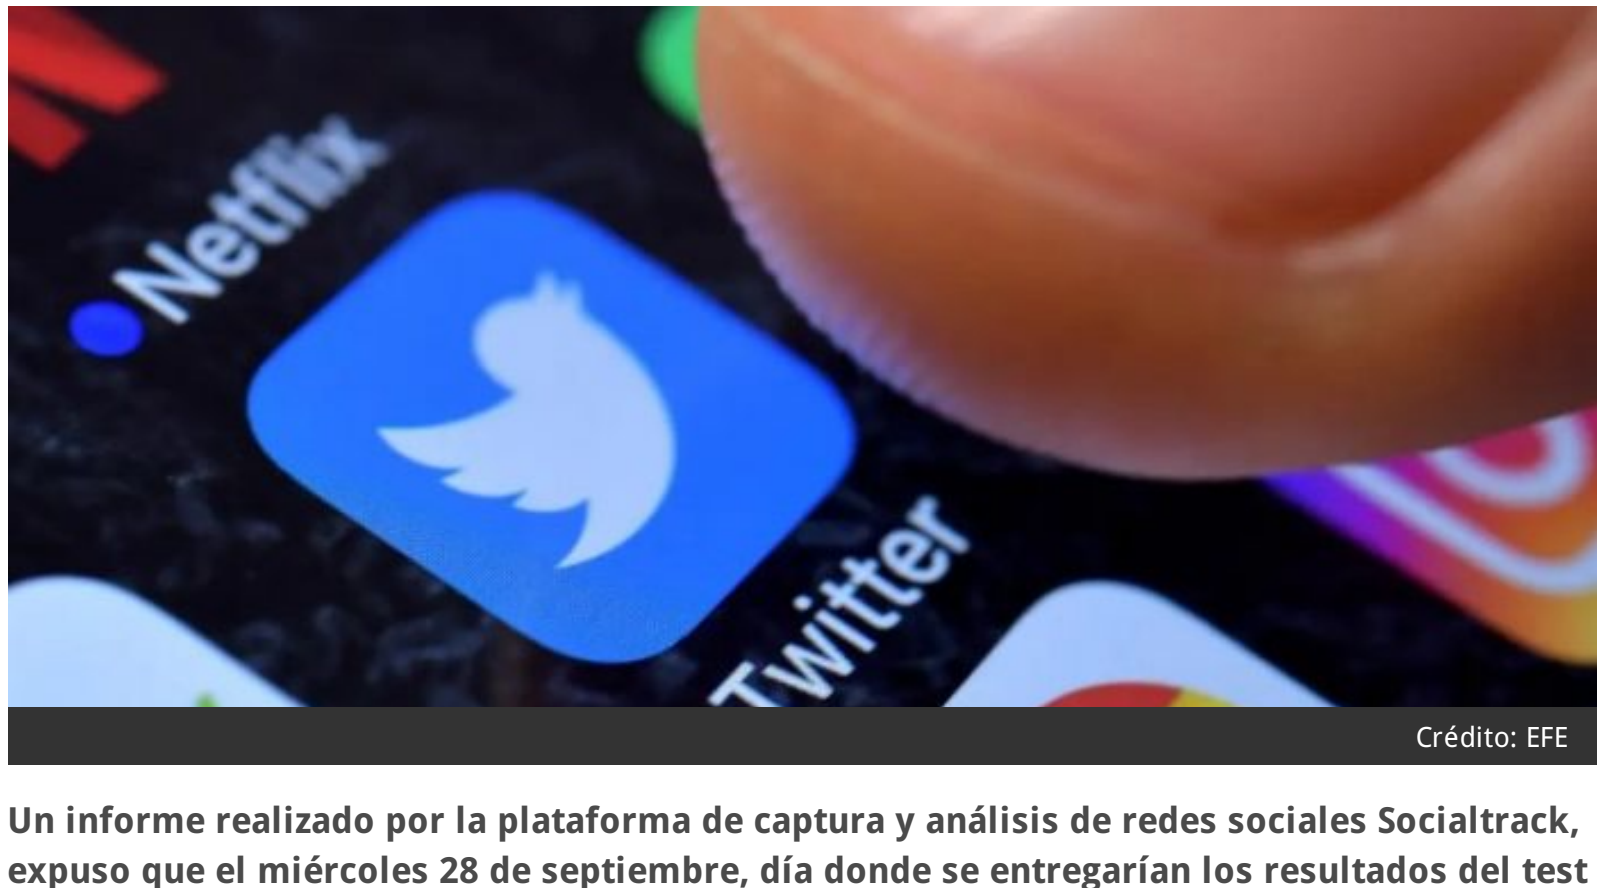 Netflix
Twitter
Crédito: EFE
Un informe realizado por la plataforma de captura y análisis de redes sociales Socialtrack,
expuso que el miércoles 28 de septiembre, día donde se entregarían los resultados del test